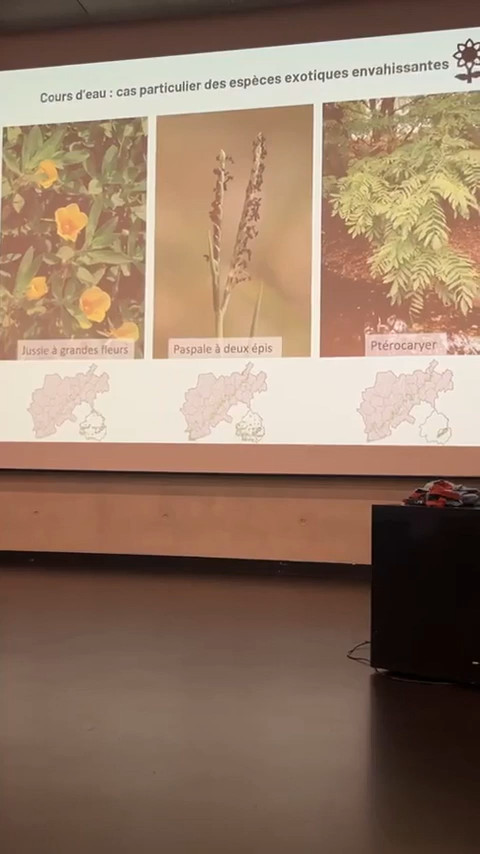 Cours d'eau : cas particulier des espèces exotiques envahissantes
Jussie à grandes fleurs
Paspale à deux épis
Ptérocaryer